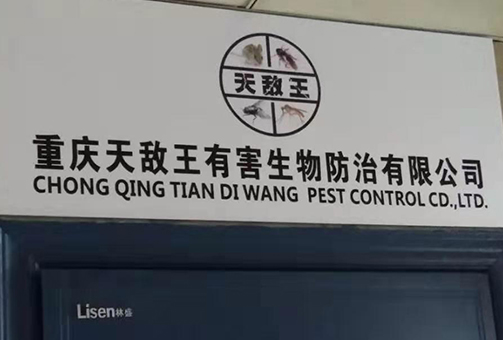 天敌王
重庆天敌王有害生物防治有限公司
CHONG QING TIAN DI WANG PEST CONTROL CD.,LTD.
Lisen林盛